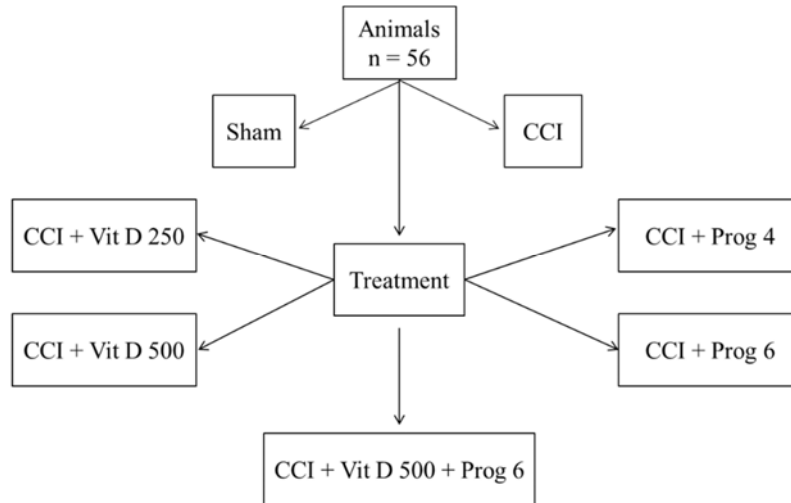 Animals
n = 56
Sham
CCI
CCI + Vit D 250
CCI + Prog 4
Treatment
CCI + Vit D 500
CCI + Prog 6
CCI + Vit D 500 + Prog 6